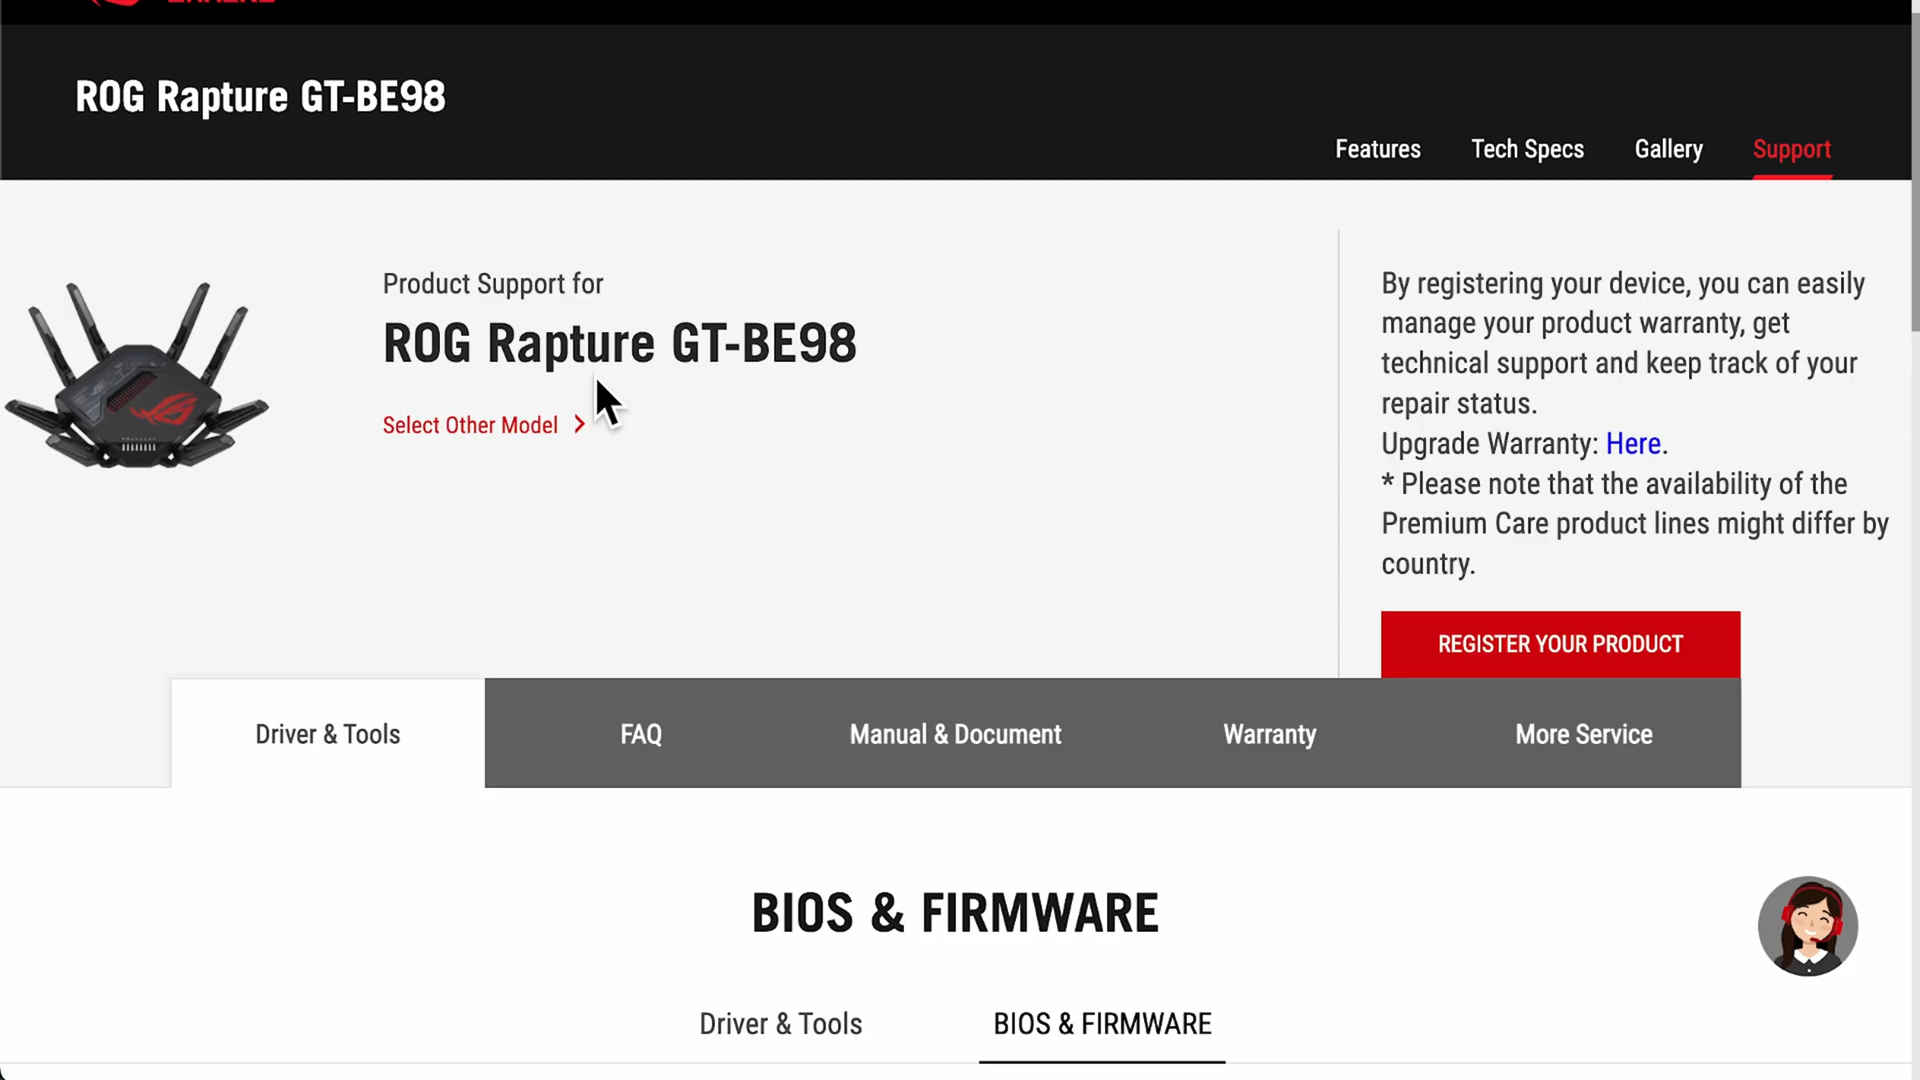 ROG Rapture GT-BE98
Features
Tech Specs
Gallery
Support
Product Support for
ROG Rapture GT-BE98
Select Other Model
By registering your device, you can easily
manage your product warranty, get
technical support and keep track of your
repair status.
Upgrade Warranty: Here.
* Please note that the availability of the
Premium Care product lines might differ by
country.
REGISTER YOUR PRODUCT
Driver & Tools
FAQ
Manual & Document
Warranty
More Service
BIOS & FIRMWARE
Driver & Tools
BIOS & FIRMWARE